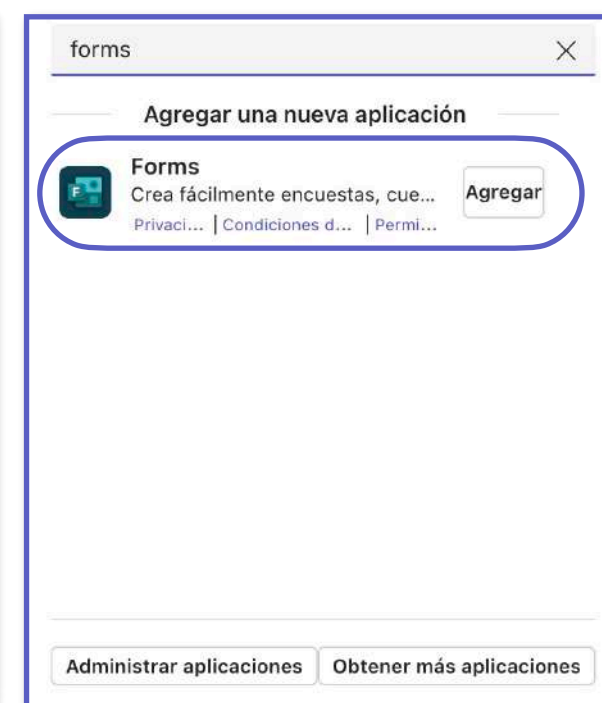 forms
Agregar una nueva aplicación
Forms
Crea fácilmente encuestas, cue...
Agregar
Privaci... | Condiciones d... | Permi...
Administrar aplicaciones
Obtener más aplicaciones